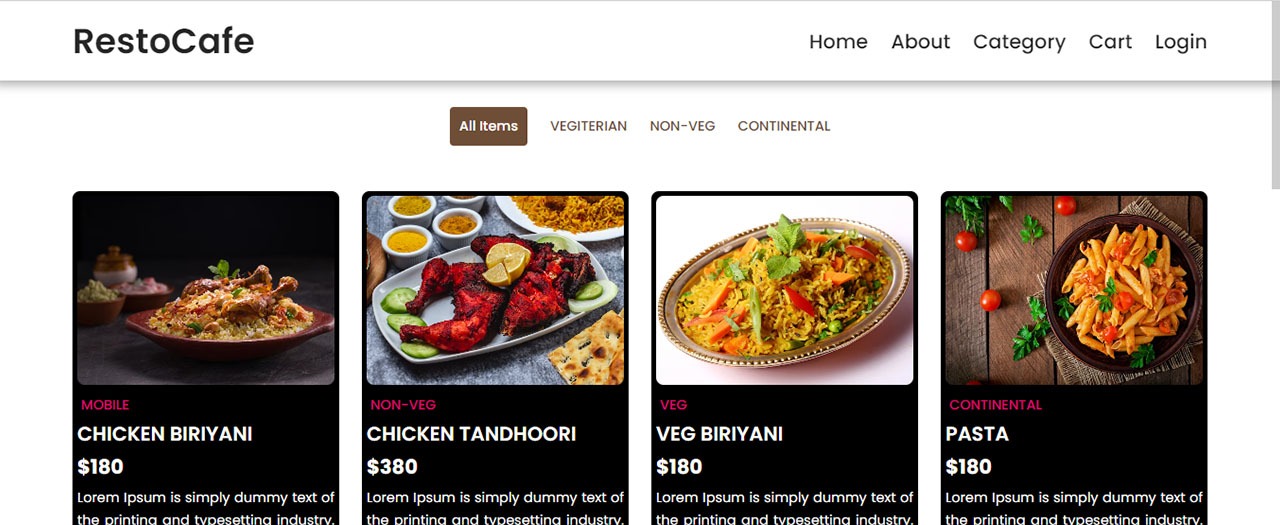 RestoCafe
Home About Category Cart Login
All Items VEGITERIAN NON-VEG CONTINENTAL
MOBILE
CHICKEN BIRIYANI
$180
Lorem Ipsum is simply dummy text of
the printing and typesetting industry.
NON-VEG
CHICKEN TANDHOORI
$380
Lorem Ipsum is simply dummy text of
the printing and typesetting industry.
VEG
VEG BIRIYANI
$180
Lorem Ipsum is simply dummy text of
the printing and typesetting industry.
CONTINENTAL
PASTA
$180
Lorem Ipsum is simply dummy text of
the printing and typesetting industry.